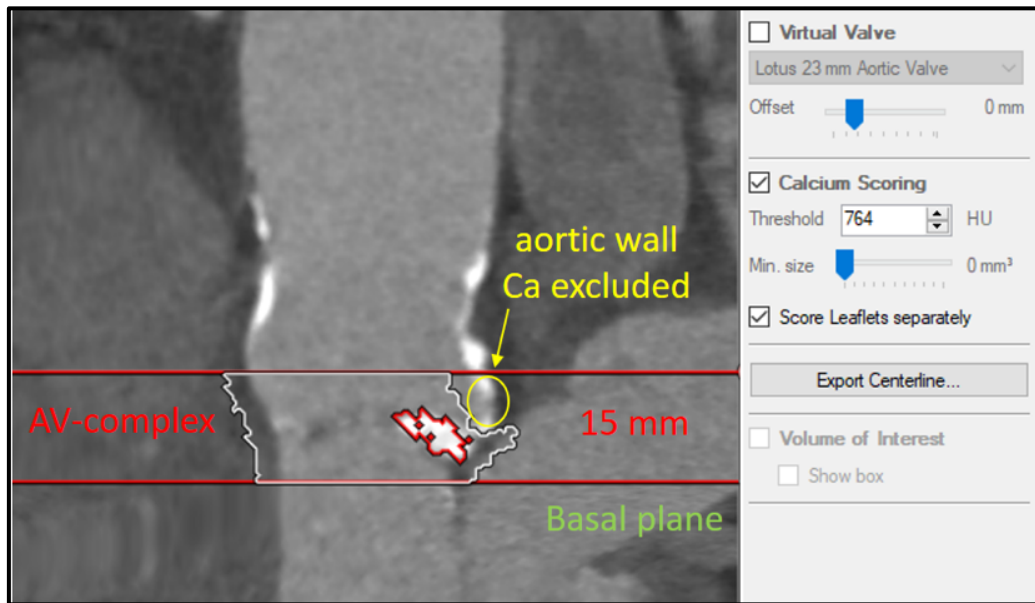 aortic wall
Ca excluded
AV-complex
15 mm
Basal plane
Virtual Valve
Lotus 23 mm Aortic Valve
Offset 0 mm
Calcium Scoring
Threshold 764 HU
Min. size 0 mm³
Score Leaflets separately
Export Centerline...
Volume of Interest
Show box